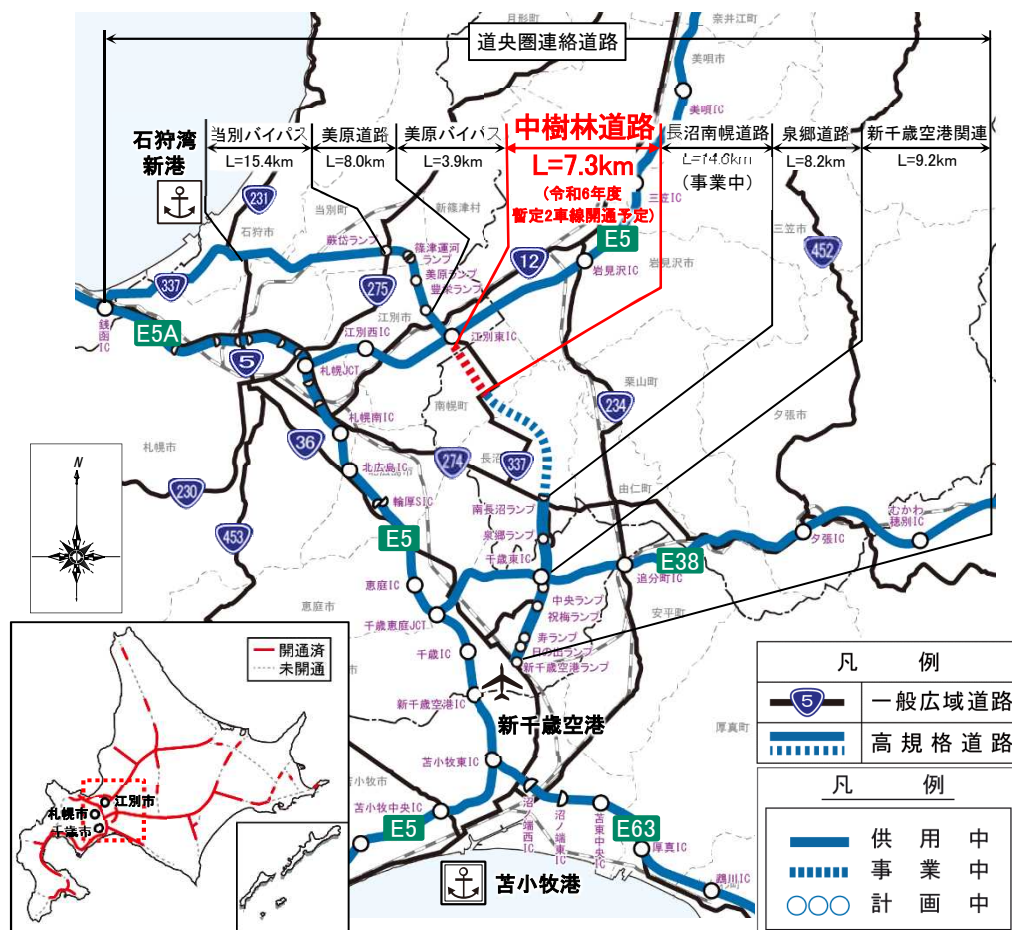 月形町
奈井江町
道央圏連絡道路
美唄市
美唄IC
石狩湾
新港
当別バイパス
L=15.4km
美原道路
L=8.0km
美原バイパス
L=3.9km
中樹林道路
L=7.3km
(令和6年度
暫定2車線開通予定)
長沼南幌道路
L=14.6km
(事業中)
泉郷道路
L=8.2km
新千歳空港関連
L=9.2km
三笠IC
231
当別町
新篠津村
石狩市
蕨岱ランプ
篠津運河
ランプ
美原ランプ
豊栄ランプ
12
E5
岩見沢IC
岩見沢市
三笠市
452
337
275
江別市
銭函
IC
E5A
5
江別西IC
江別東IC
札幌JCT
栗山町
南幌町
234
夕張市
札幌市
36
札幌南IC
274
長沼
337
北広島IC
北広島市
230
輪厚SIC
由仁町
南長沼ランプ
むかわ
穂別IC
453
E5
泉郷ランプ
夕張IC
千歳東IC
E38
追分町IC
恵庭IC
中央ランプ
安平町
恵庭市
祝梅ランプ
千歳恵庭JCT
寿ランプ
日の出ランプ
千歳IC
新千歳空港ランプ
新千歳空港IC
新千歳空港
厚真町
苫小牧東IC
苫小牧市
苫小牧中央IC
E5
沼ノ端西IC
沼ノ端東IC
苫東中央IC
E63
厚真IC
鵡川IC
苫小牧港
N
開通済
未開通
江別市
札幌市
千歳市
凡 例
5
一般広域道路
高規格道路
凡 例
供用中
事業中
計画中